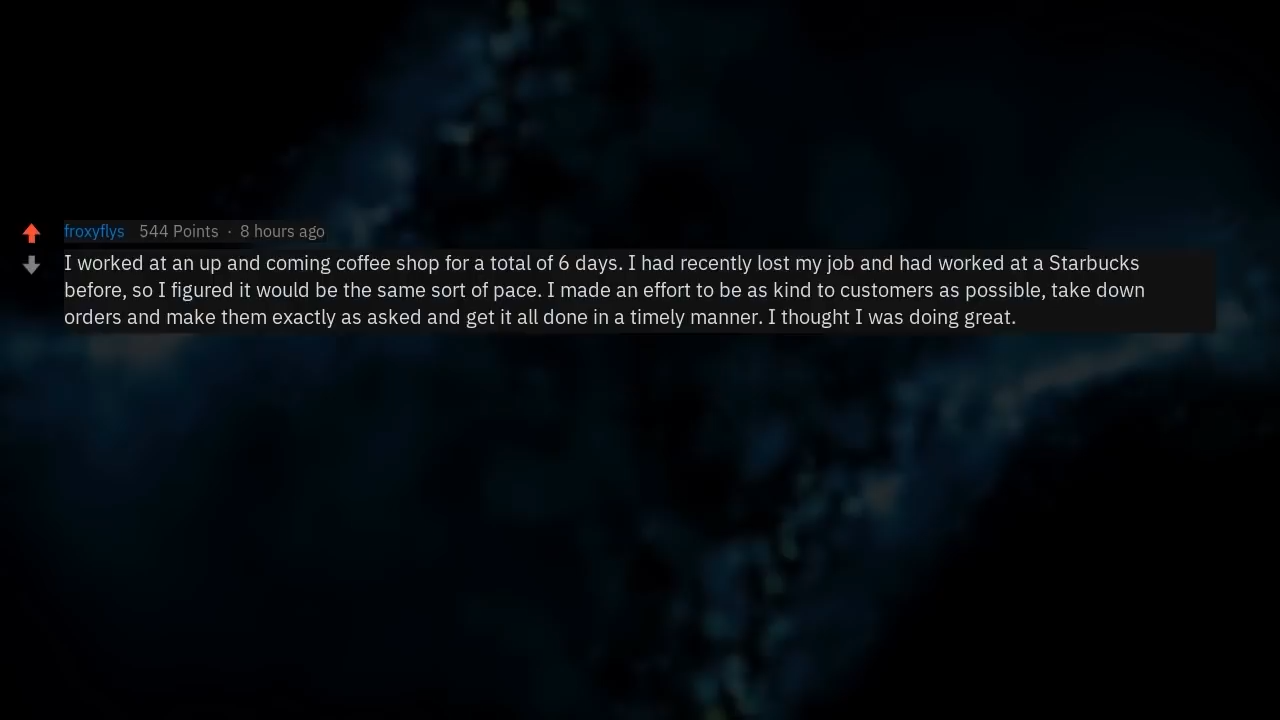 froxyflys 544 Points · 8 hours ago
I worked at an up and coming coffee shop for a total of 6 days. I had recently lost my job and had worked at a Starbucks
before, so I figured it would be the same sort of pace. I made an effort to be as kind to customers as possible, take down
orders and make them exactly as asked and get it all done in a timely manner. I thought I was doing great.